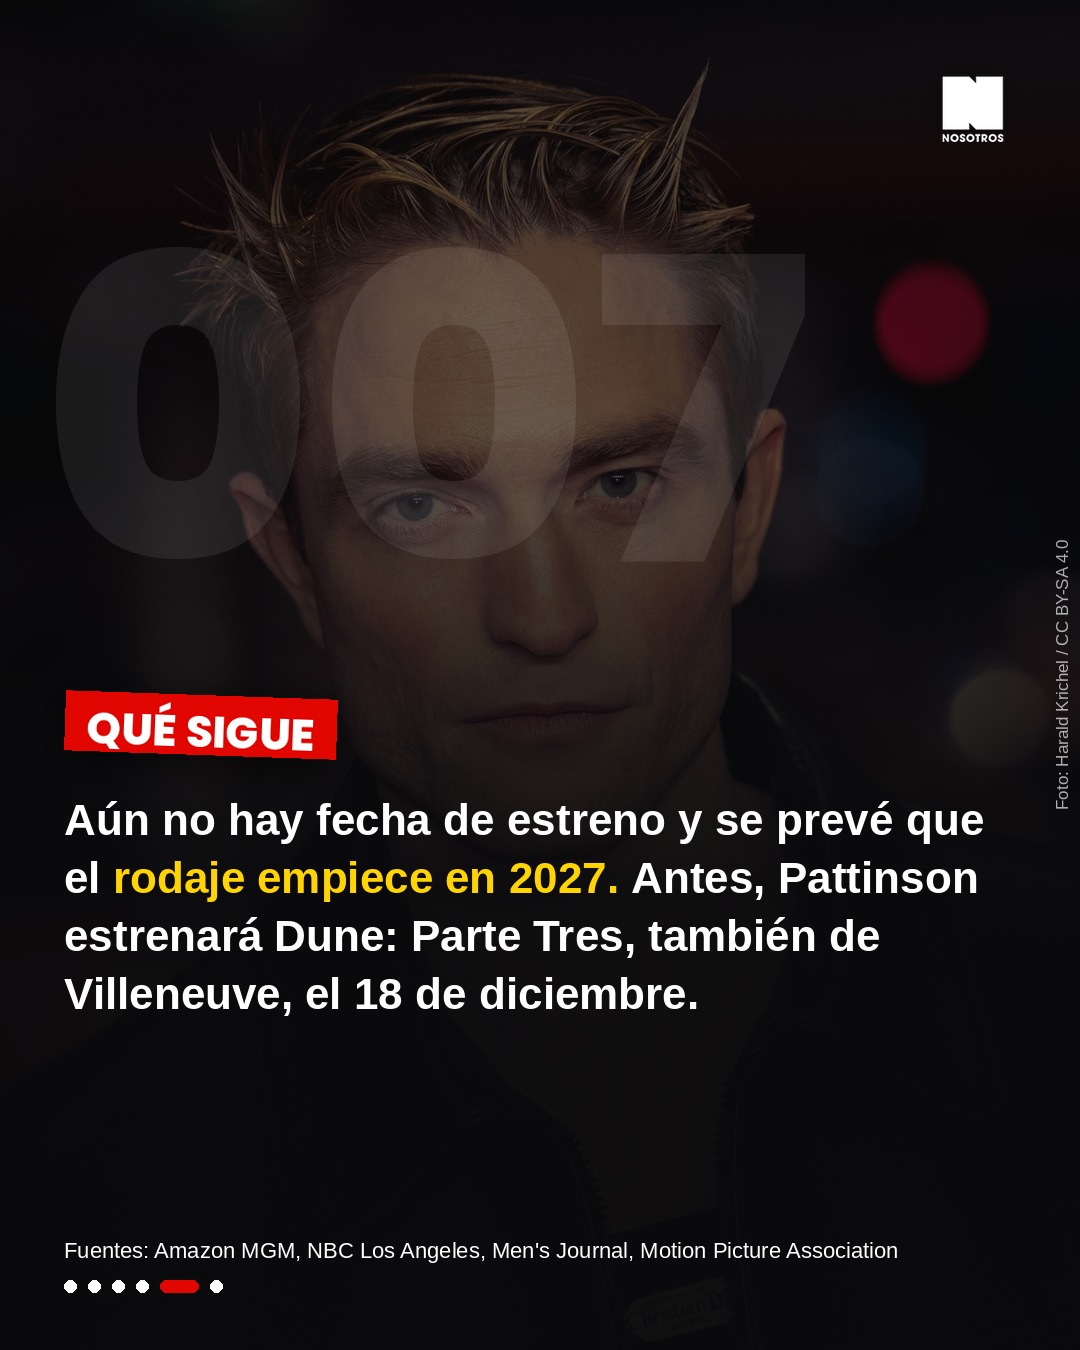 NOSOTROS
007
Foto: Harald Krichel / CC BY-SA 4.0
QUÉ SIGUE
Aún no hay fecha de estreno y se prevé que
el rodaje empiece en 2027. Antes, Pattinson
estrenará Dune: Parte Tres, también de
Villeneuve, el 18 de diciembre.
Fuentes: Amazon MGM, NBC Los Angeles, Men's Journal, Motion Picture Association